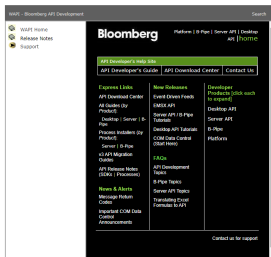 WAPI - Bloomberg API Development
Search
WAPI Home
Release Notes
Support
Bloomberg
Platform | B-Pipe | Server API | Desktop API | home
API Developer's Help Site
API Developer's Guide
API Download Center
Contact Us
Express Links
API Download Center
All Guides (by Product)
Desktop | Server | B-Pipe
Process Installers (by Product)
Server | B-Pipe
v3 API Migration Guides
API Release Notes (SDKs | Processes)
News & Alerts
Message Return Codes
Important COM Data Control Announcements
New Releases
Event-Driven Feeds
EMSX API
Server API / B-Pipe Tutorials
Desktop API Tutorials
COM Data Control (Start Here)
FAQs
API Development Topics
B-Pipe Topics
Server API Topics
Translating Excel Formulas to API
Developer Products [click each to expand]
Desktop API
Server API
B-Pipe
Platform
Contact us for support